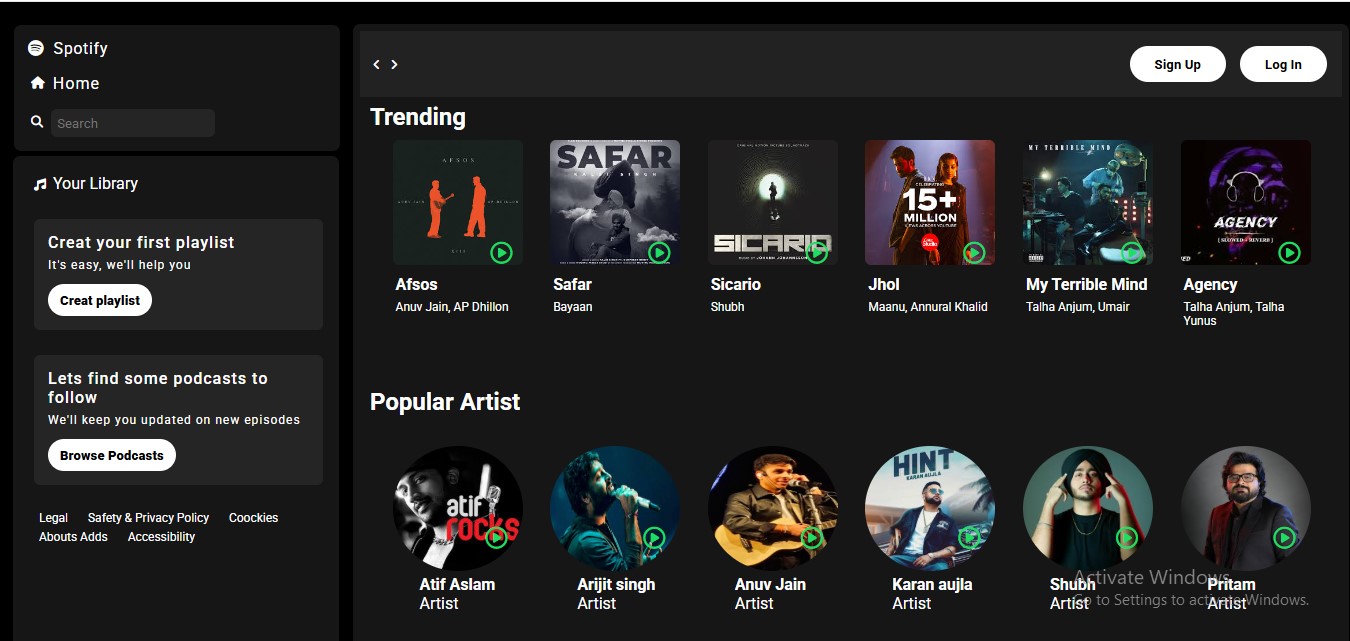 Spotify
Home
Search
Your Library
Creat your first playlist
It's easy, we'll help you
Creat playlist
Lets find some podcasts to
follow
We'll keep you updated on new episodes
Browse Podcasts
Legal Safety & Privacy Policy Coockies
Abouts Adds Accessibility
Sign Up Log In
Trending
AFSOS
SAFAR
SICARIO
CELEBRATING
15+
MILLION
MY TERRIBLE MIND
AGENCY
[ SLOWED + REVERB ]
Afsos
Anuv Jain, AP Dhillon
Safar
Bayaan
Sicario
Shubh
Jhol
Maanu, Annural Khalid
My Terrible Mind
Talha Anjum, Umair
Agency
Talha Anjum, Talha
Yunus
Popular Artist
atif
rocks
HINT
KARAN AUJLA
Atif Aslam
Artist
Arijit singh
Artist
Anuv Jain
Artist
Karan aujla
Artist
Shubh
Artist
Pritam
Artist
Activate Windows
Go to Settings to activate Windows.